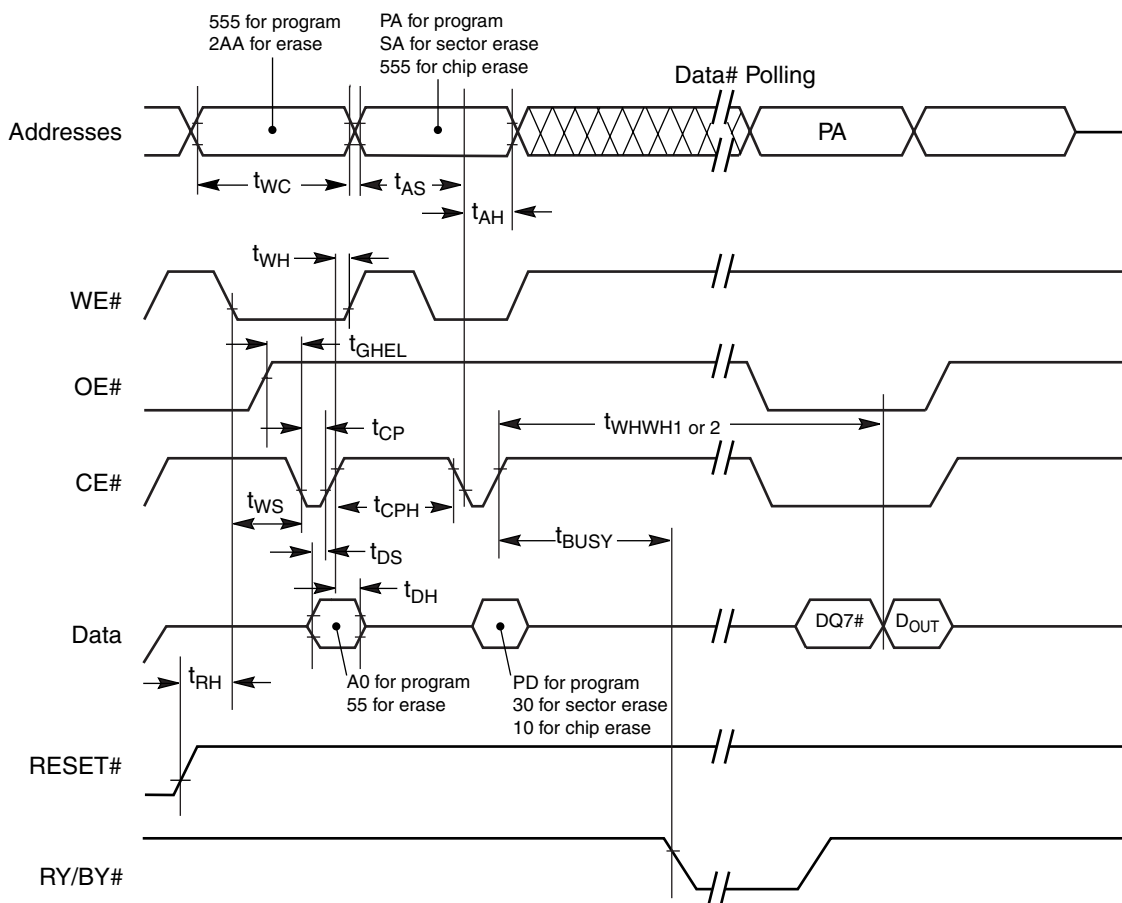 555 for program
2AA for erase
PA for program
SA for sector erase
555 for chip erase
Data# Polling
Addresses
PA
tWC
tAS
tAH
tWH
WE#
tGHEL
OE#
tWHWH1 or 2
tCP
CE#
tWS
tCPH
tBUSY
tDS
tDH
Data
DQ7#
DOUT
tRH
A0 for program
55 for erase
PD for program
30 for sector erase
10 for chip erase
RESET#
RY/BY#